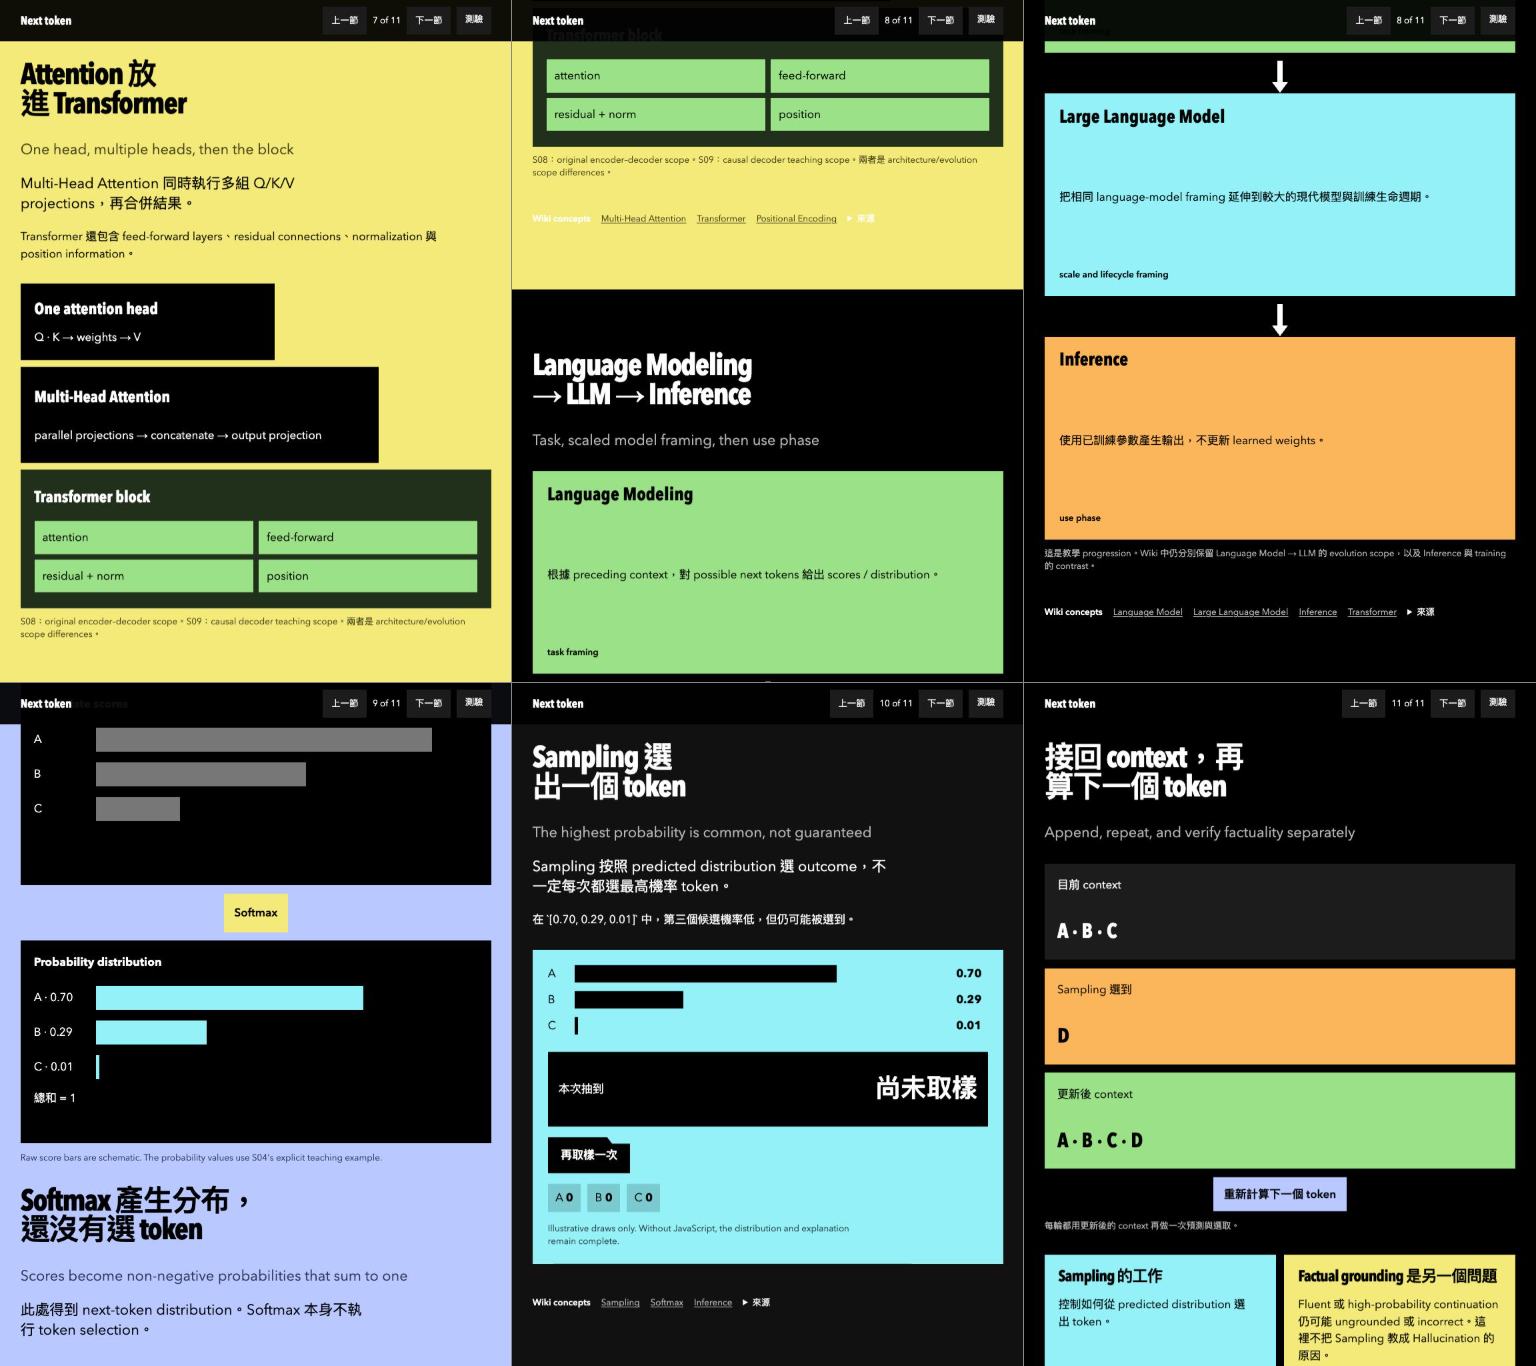 Next token
上一節
7 of 11
下一節
測驗
Attention 放
進 Transformer
One head, multiple heads, then the block
Multi-Head Attention 同時執行多組 Q/K/V
projections，再合併結果。
Transformer 還包含 feed-forward layers、residual connections、normalization 與
position information。
One attention head
Q · K → weights → V
Multi-Head Attention
parallel projections → concatenate → output projection
Transformer block
attention
feed-forward
residual + norm
position
S08：original encoder-decoder scope。S09：causal decoder teaching scope。兩者是 architecture/evolution
scope differences。
Next token
上一節
8 of 11
下一節
測驗
Transformer block
attention
feed-forward
residual + norm
position
S08：original encoder-decoder scope。S09：causal decoder teaching scope。兩者是 architecture/evolution
scope differences。
Wiki concepts Multi-Head Attention Transformer Positional Encoding ▶ 來源
Language Modeling
→ LLM → Inference
Task, scaled model framing, then use phase
Language Modeling
根據 preceding context，對 possible next tokens 給出 scores / distribution。
task framing
Next token
上一節
8 of 11
下一節
測驗
Large Language Model
把相同 language-model framing 延伸到較大的現代模型與訓練生命週期。
scale and lifecycle framing
Inference
使用已訓練參數產生輸出，不更新 learned weights。
use phase
這是教學 progression。Wiki 中仍分別保留 Language Model → LLM 的 evolution scope，以及 Inference 與 training
的 contrast。
Wiki concepts Language Model Large Language Model Inference Transformer ▶ 來源
Next token
上一節
9 of 11
下一節
測驗
A
B
C
Softmax
Probability distribution
A · 0.70
B · 0.29
C · 0.01
總和 = 1
Raw score bars are schematic. The probability values use S04's explicit teaching example.
Softmax 產生分布，
還沒有選 token
Scores become non-negative probabilities that sum to one
此處得到 next-token distribution。Softmax 本身不執
行 token selection。
Next token
上一節
10 of 11
下一節
測驗
Sampling 選
出一個 token
The highest probability is common, not guaranteed
Sampling 按照 predicted distribution 選 outcome，不
一定每次都選最高機率 token。
在 `[0.70, 0.29, 0.01]` 中，第三個候選機率低，但仍可能被選到。
A 0.70
B 0.29
C 0.01
本次抽到 尚未取樣
再取樣一次
A 0 B 0 C 0
Illustrative draws only. Without JavaScript, the distribution and explanation
remain complete.
Wiki concepts Sampling Softmax Inference ▶ 來源
Next token
上一節
11 of 11
下一節
測驗
接回 context，再
算下一個 token
Append, repeat, and verify factuality separately
目前 context
A · B · C
Sampling 選到
D
更新後 context
A · B · C · D
重新計算下一個 token
每輪都用更新後的 context 再做一次預測與選取。
Sampling 的工作
控制如何從 predicted distribution 選
出 token。
Factual grounding 是另一個問題
Fluent 或 high-probability continuation
仍可能 ungrounded 或 incorrect。這
裡不把 Sampling 教成 Hallucination 的
原因。